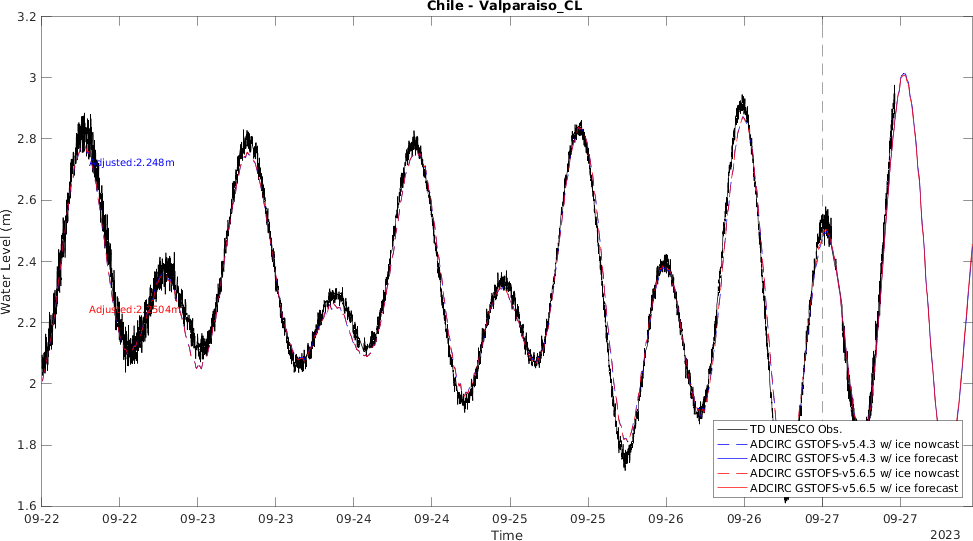 Chile - Valparaiso_CL
3.2
3
2.8
2.6
2.4
2.2
2
1.8
1.6
Water Level (m)
Adjusted:2.248m
TD UNESCO Obs.
ADCIRC GSTOFS-v5.4.3 w/ ice nowcast
ADCIRC GSTOFS-v5.4.3 w/ ice forecast
ADCIRC GSTOFS-v5.6.5 w/ ice nowcast
ADCIRC GSTOFS-v5.6.5 w/ ice forecast
09-22 09-22 09-23 09-23 09-24 09-24 09-25 09-25 09-26 09-26 09-27 09-27
Time
2023